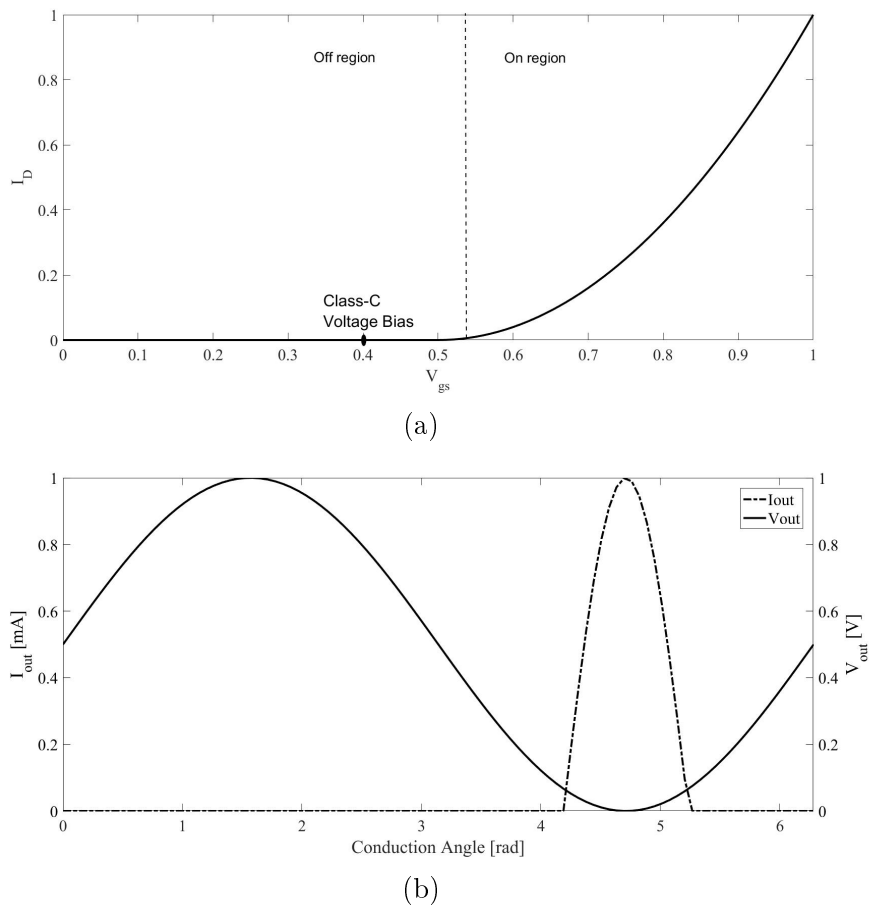 1
0.8
0.6
0.4
0.2
0
I_D
Off region
On region
Class-C
Voltage Bias
0 0.1 0.2 0.3 0.4 0.5 0.6 0.7 0.8 0.9 1
V_gs
(a)
1
0.8
0.6
0.4
0.2
0
I_out [mA]
Iout
Vout
1
0.8
0.6
0.4
0.2
0
V_out [V]
0 1 2 3 4 5 6
Conduction Angle [rad]
(b)